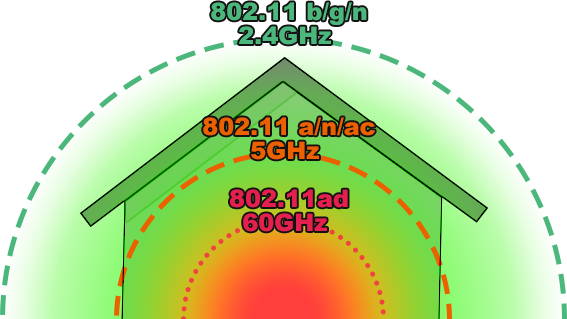 802.11 b/g/n
2.4GHz
802.11 a/n/ac
5GHz
802.11ad
60GHz